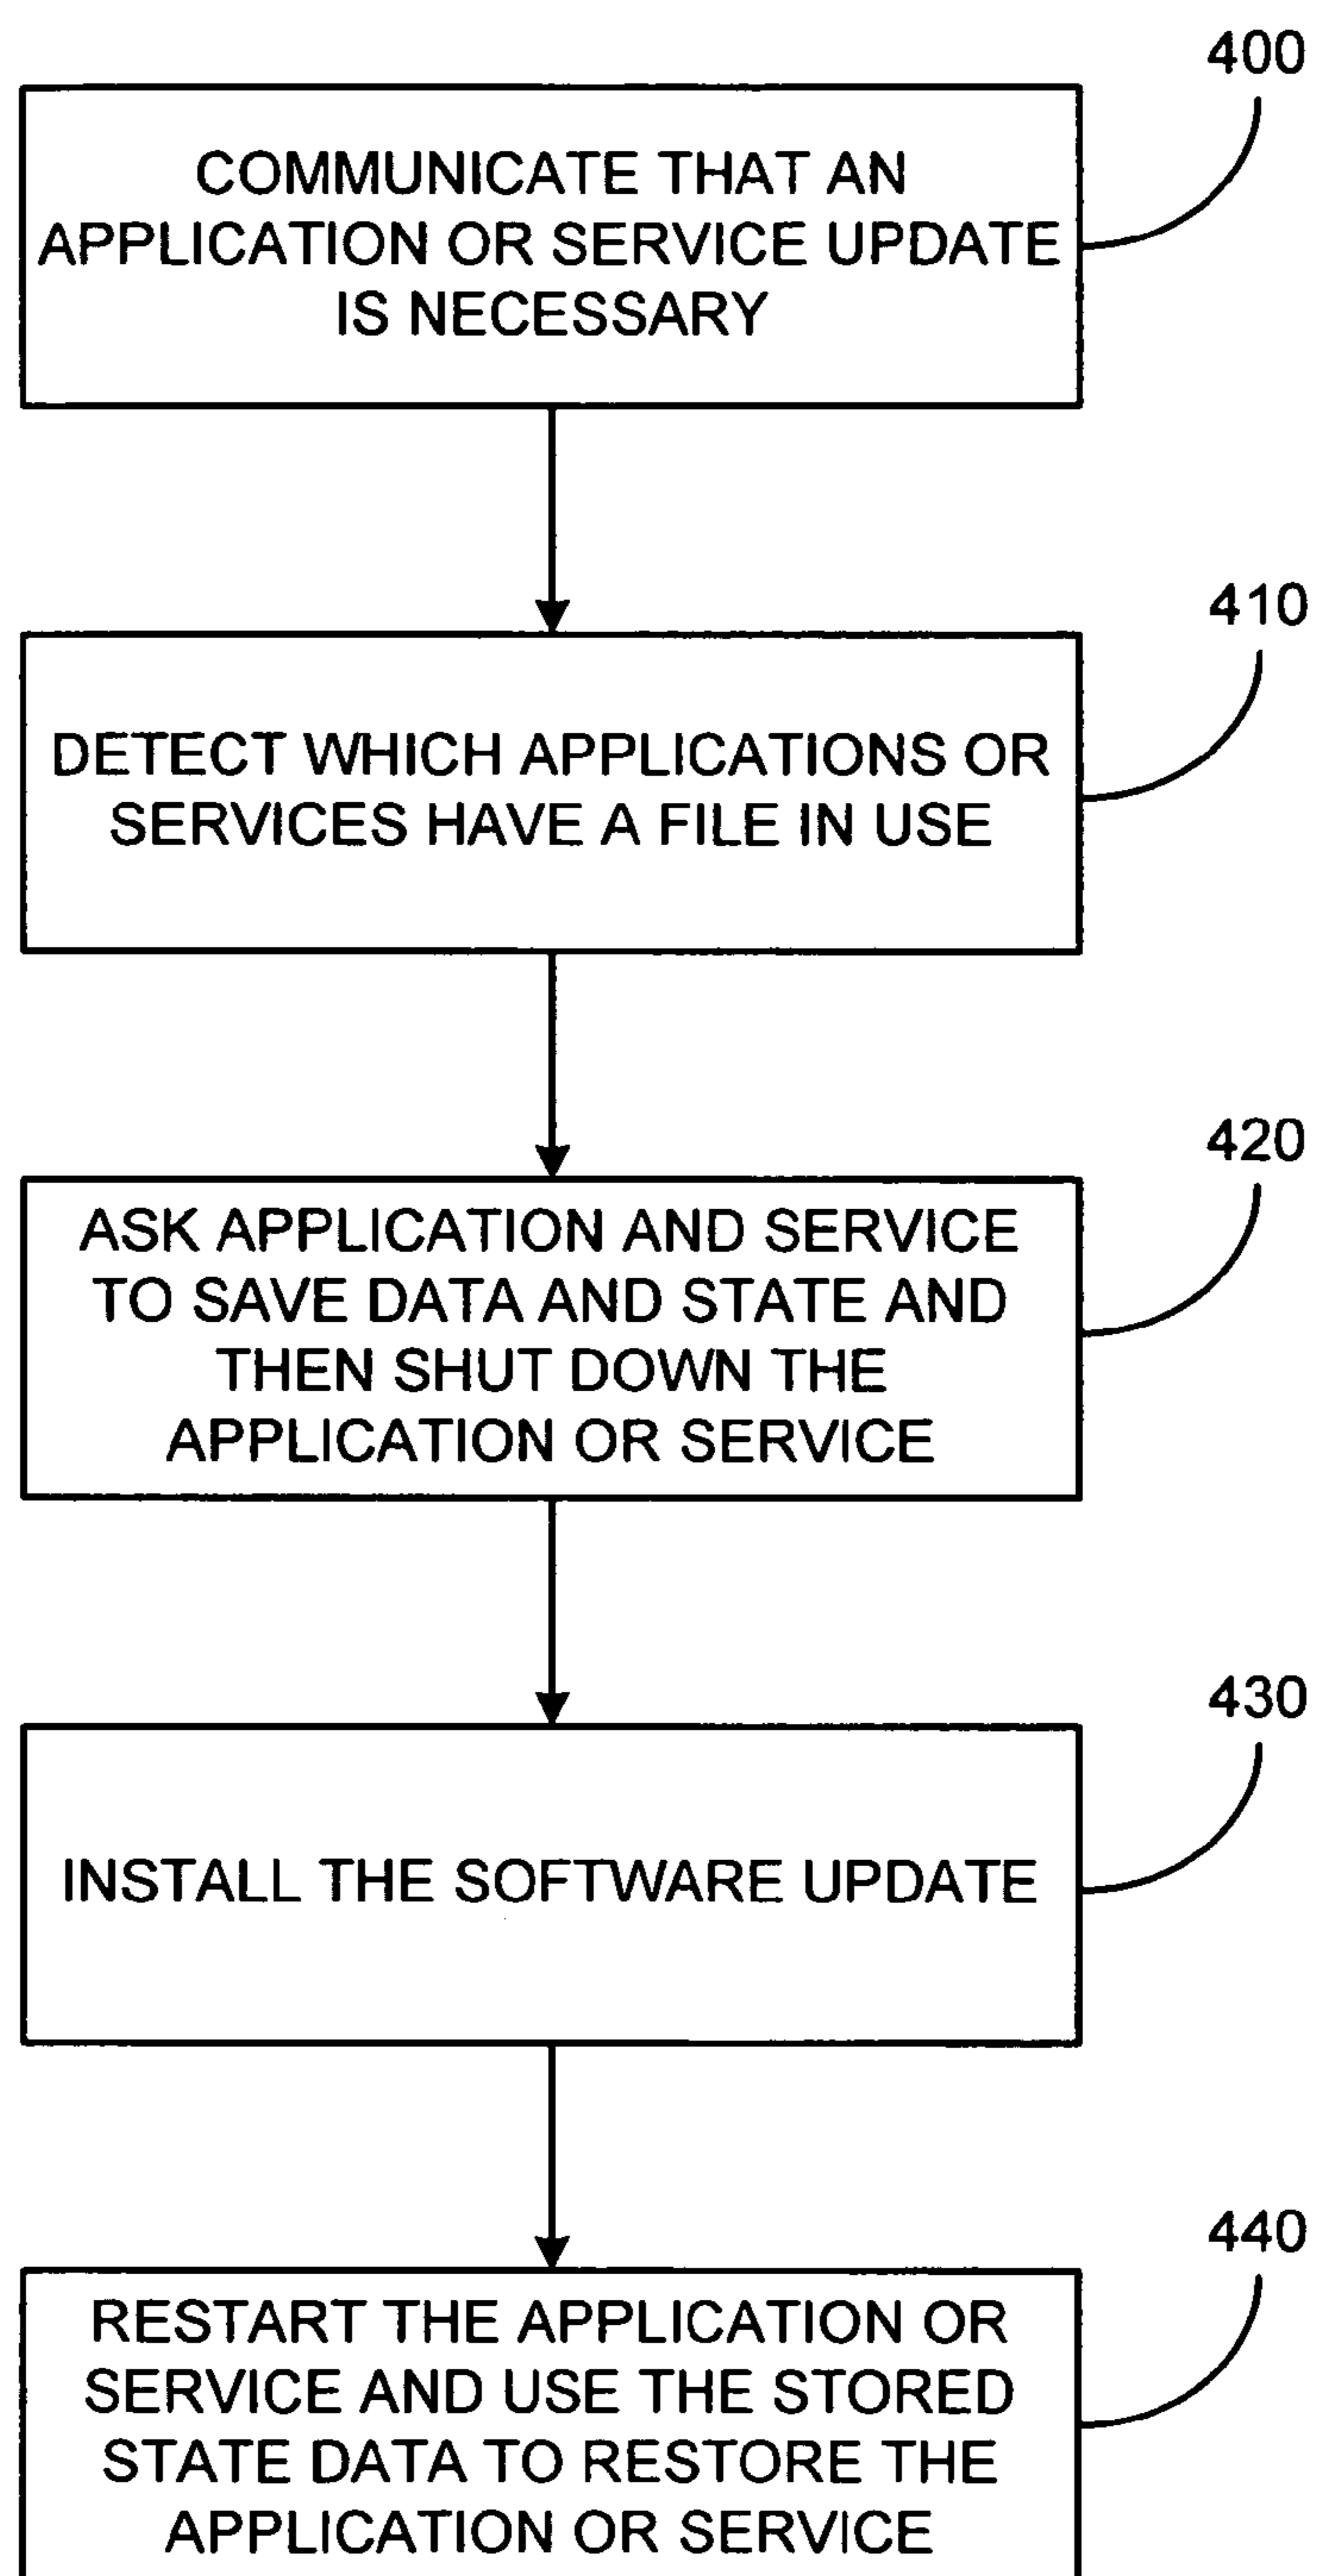 400
COMMUNICATE THAT AN
APPLICATION OR SERVICE UPDATE
IS NECESSARY
410
DETECT WHICH APPLICATIONS OR
SERVICES HAVE A FILE IN USE
420
ASK APPLICATION AND SERVICE
TO SAVE DATA AND STATE AND
THEN SHUT DOWN THE
APPLICATION OR SERVICE
430
INSTALL THE SOFTWARE UPDATE
440
RESTART THE APPLICATION OR
SERVICE AND USE THE STORED
STATE DATA TO RESTORE THE
APPLICATION OR SERVICE